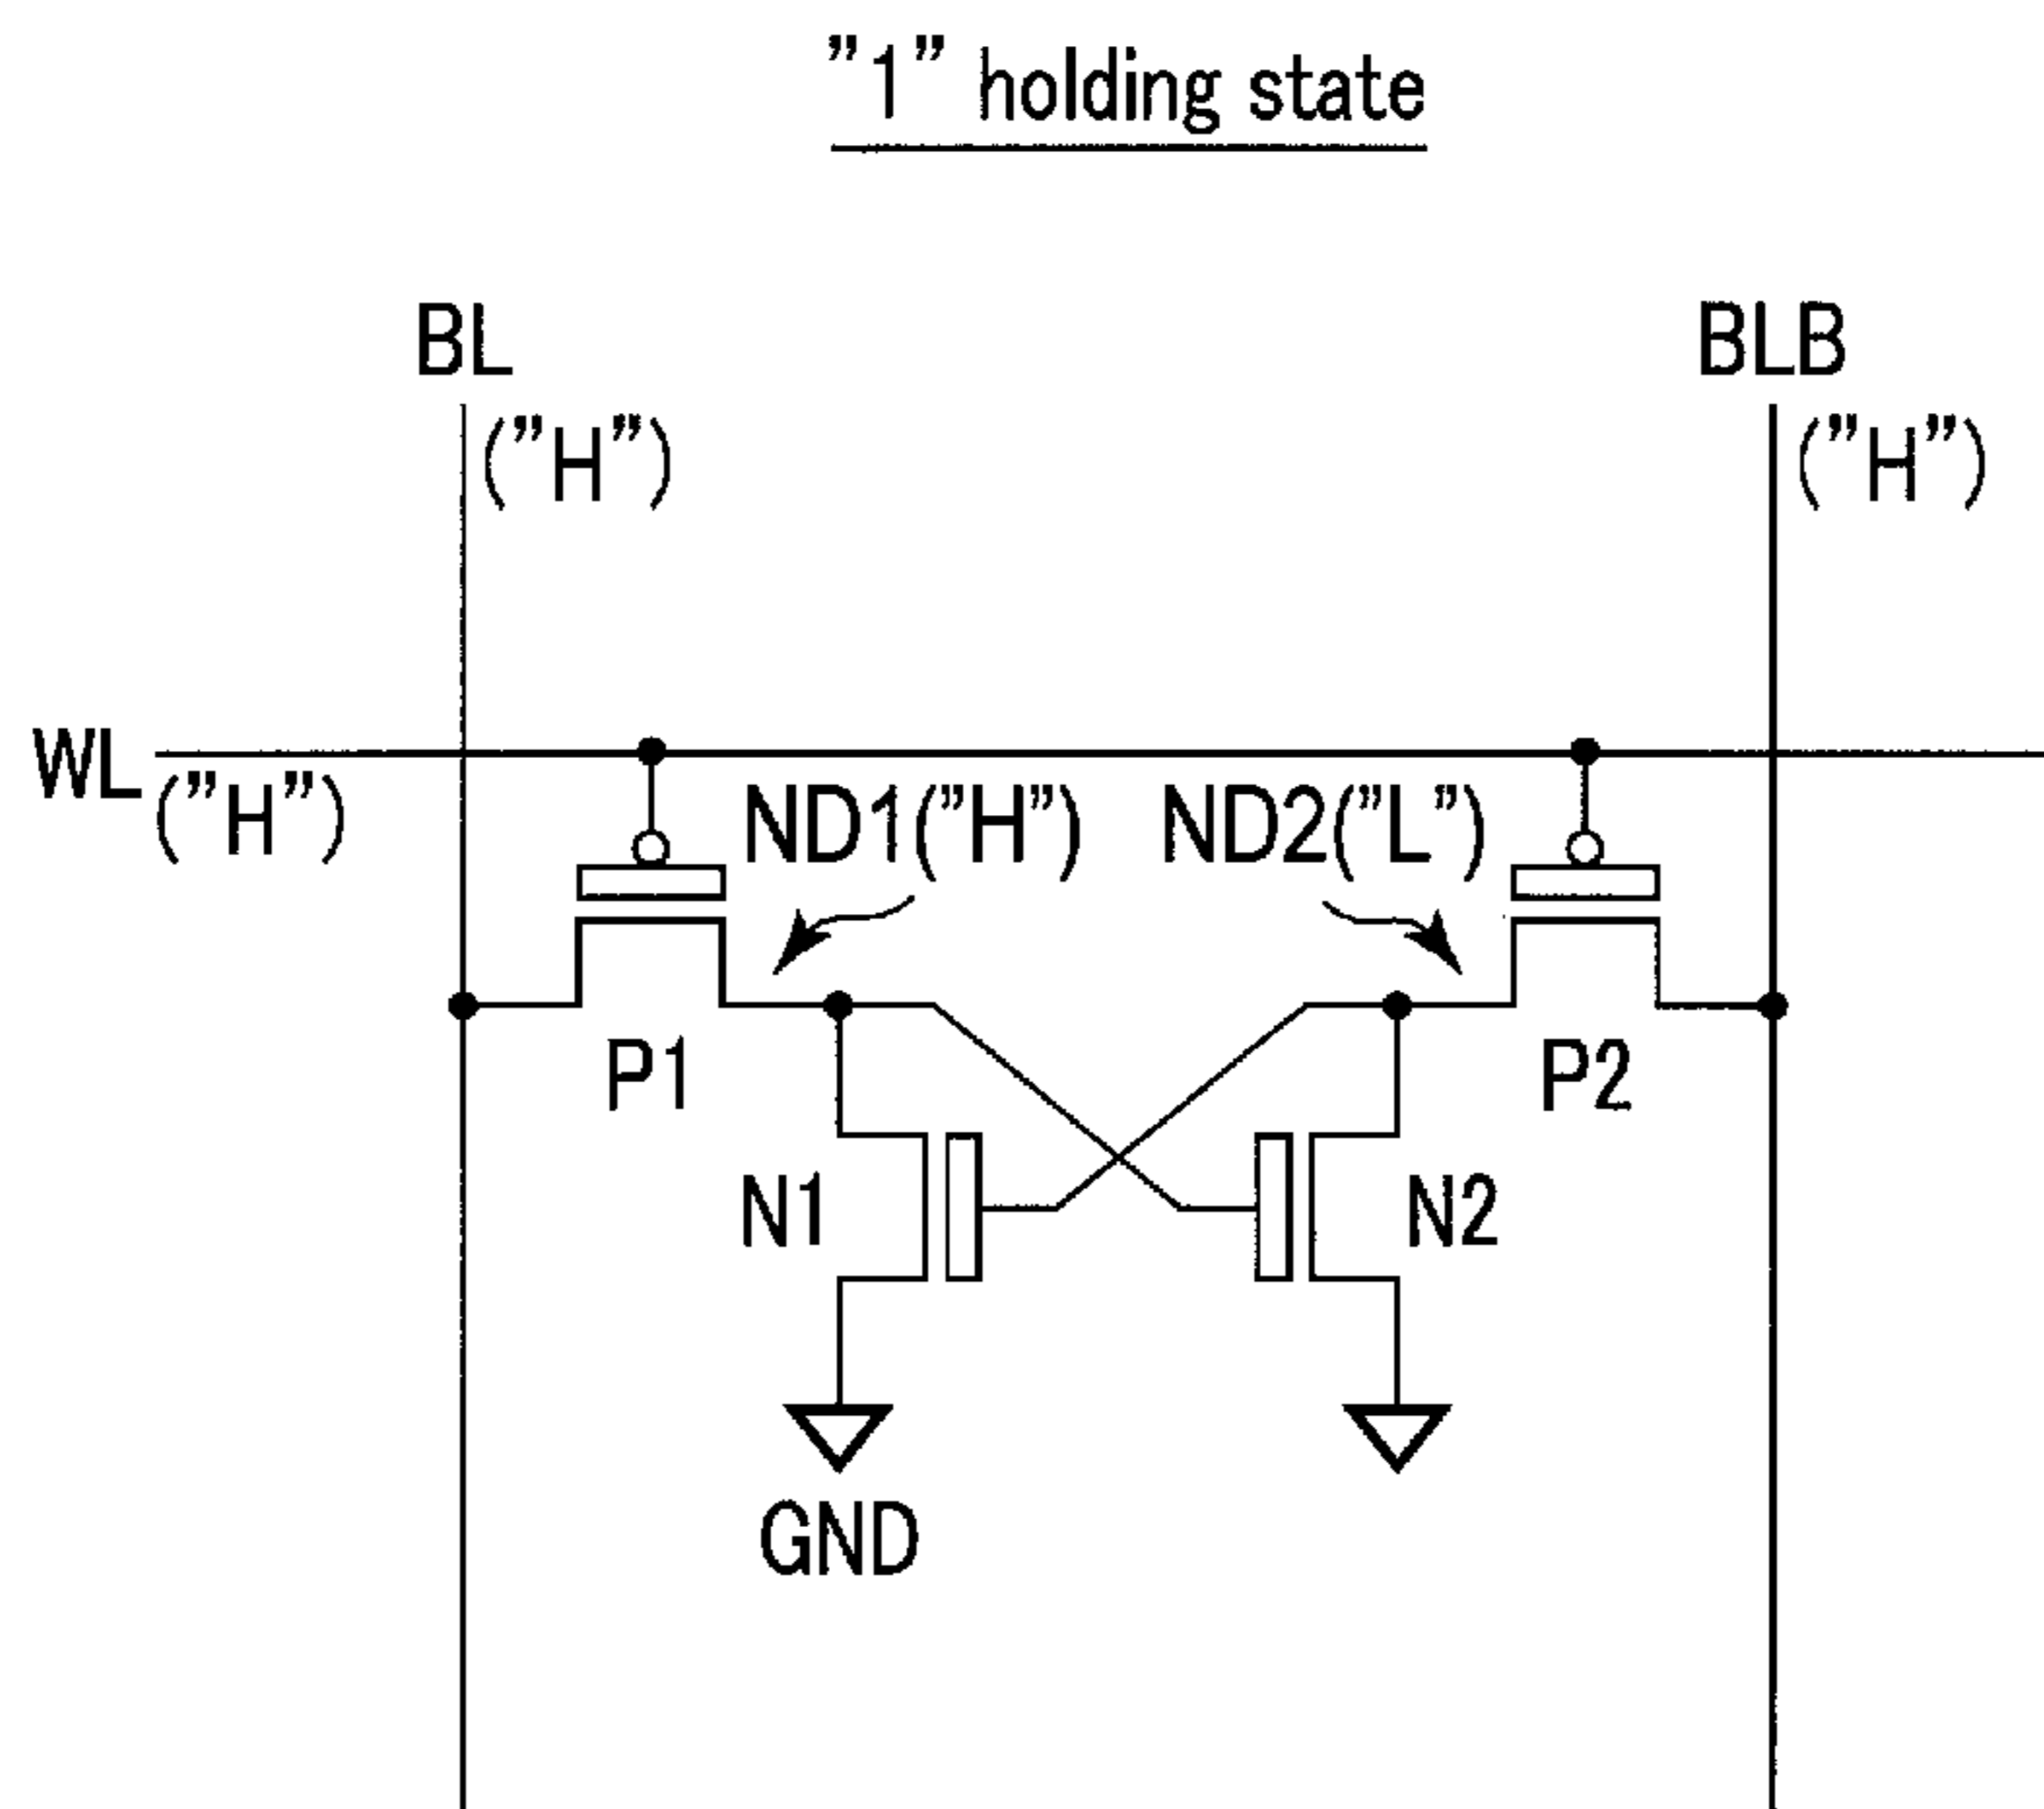 ”1” holding state
BL
(”H”)
BLB
(”H”)
WL
(”H”)
ND1(”H”)
ND2(”L”)
P1
P2
N1
N2
GND